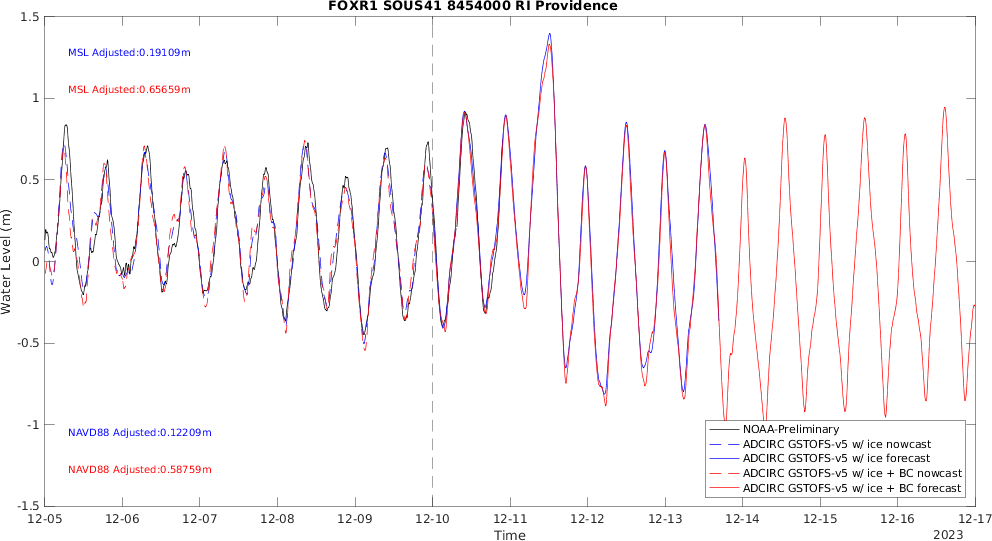 FOXR1 SOUS41 8454000 RI Providence
1.5
MSL Adjusted:0.19109m
MSL Adjusted:0.65659m
1
0.5
0
-0.5
-1
-1.5
Water Level (m)
NAVD88 Adjusted:0.12209m
NAVD88 Adjusted:0.58759m
NOAA-Preliminary
ADCIRC GSTOFS-v5 w/ ice nowcast
ADCIRC GSTOFS-v5 w/ ice forecast
ADCIRC GSTOFS-v5 w/ ice + BC nowcast
ADCIRC GSTOFS-v5 w/ ice + BC forecast
12-05 12-06 12-07 12-08 12-09 12-10 12-11 12-12 12-13 12-14 12-15 12-16 12-17
Time
2023